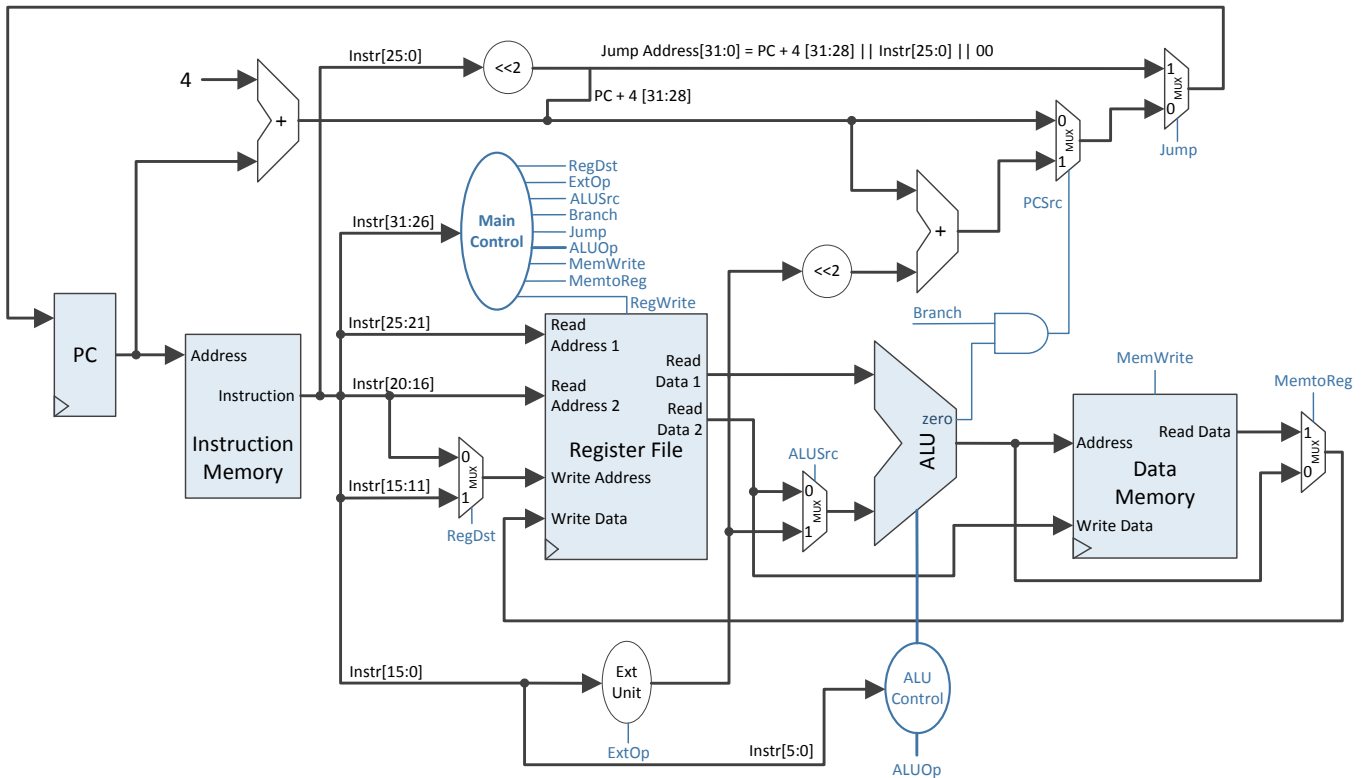 Instr[25:0]
<<2
Jump Address[31:0] = PC + 4 [31:28] || Instr[25:0] || 00
4
PC + 4 [31:28]
+
1
MUX
0
Jump
0
MUX
1
PCSrc
Main
Control
RegDst
ExtOp
ALUSrc
Branch
Jump
ALUOp
MemWrite
MemtoReg
RegWrite
Instr[31:26]
+
<<2
PC
Address
Instruction
Instruction
Memory
Instr[25:21]
Instr[20:16]
Instr[15:11]
0
MUX
1
RegDst
Read
Address 1
Read
Address 2
Read
Data 1
Read
Data 2
Register File
Write Address
Write Data
ALUSrc
0
MUX
1
Branch
zero
ALU
MemWrite
Address
Read Data
Data
Memory
Write Data
MemtoReg
1
MUX
0
Instr[15:0]
Ext
Unit
ExtOp
Instr[5:0]
ALU
Control
ALUOp